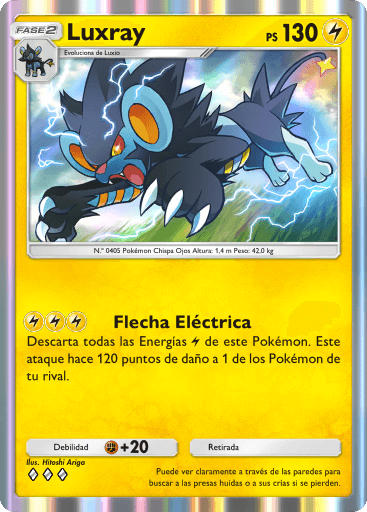 FASE 2
Luxray
PS 130
Evoluciona de Luxio
N.º 0405 Pokémon Chispa Ojos Altura: 1,4 m Peso: 42,0 kg
Flecha Eléctrica
Descarta todas las Energías de este Pokémon. Este
ataque hace 120 puntos de daño a 1 de los Pokémon de
tu rival.
Debilidad +20 Retirada
Ilus. Hitoshi Ariga
Puede ver claramente a través de las paredes para
buscar a las presas huidas o a sus crías si se pierden.